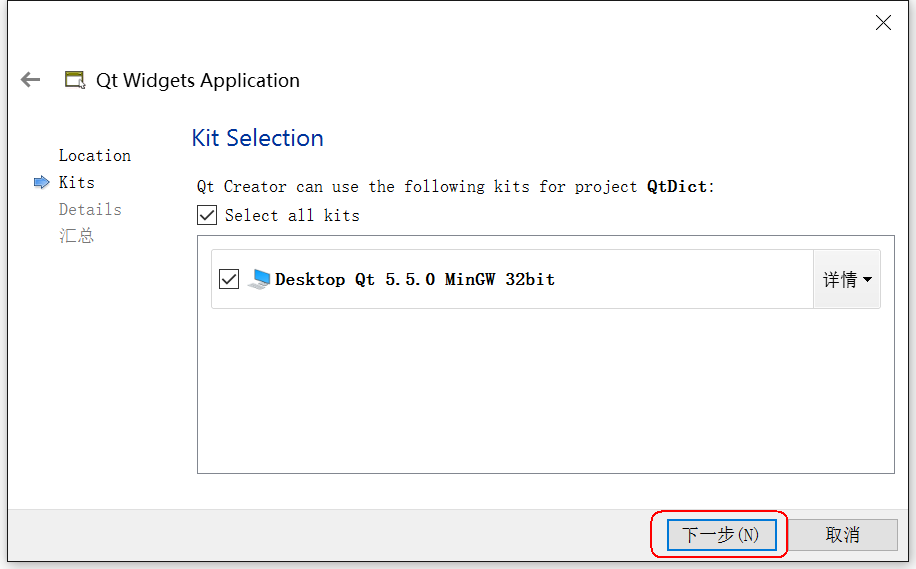 Qt Widgets Application
Location
Kits
Details
汇总
Kit Selection
Qt Creator can use the following kits for project QtDict:
Select all kits
Desktop Qt 5.5.0 MinGW 32bit
详情
下一步(N)
取消